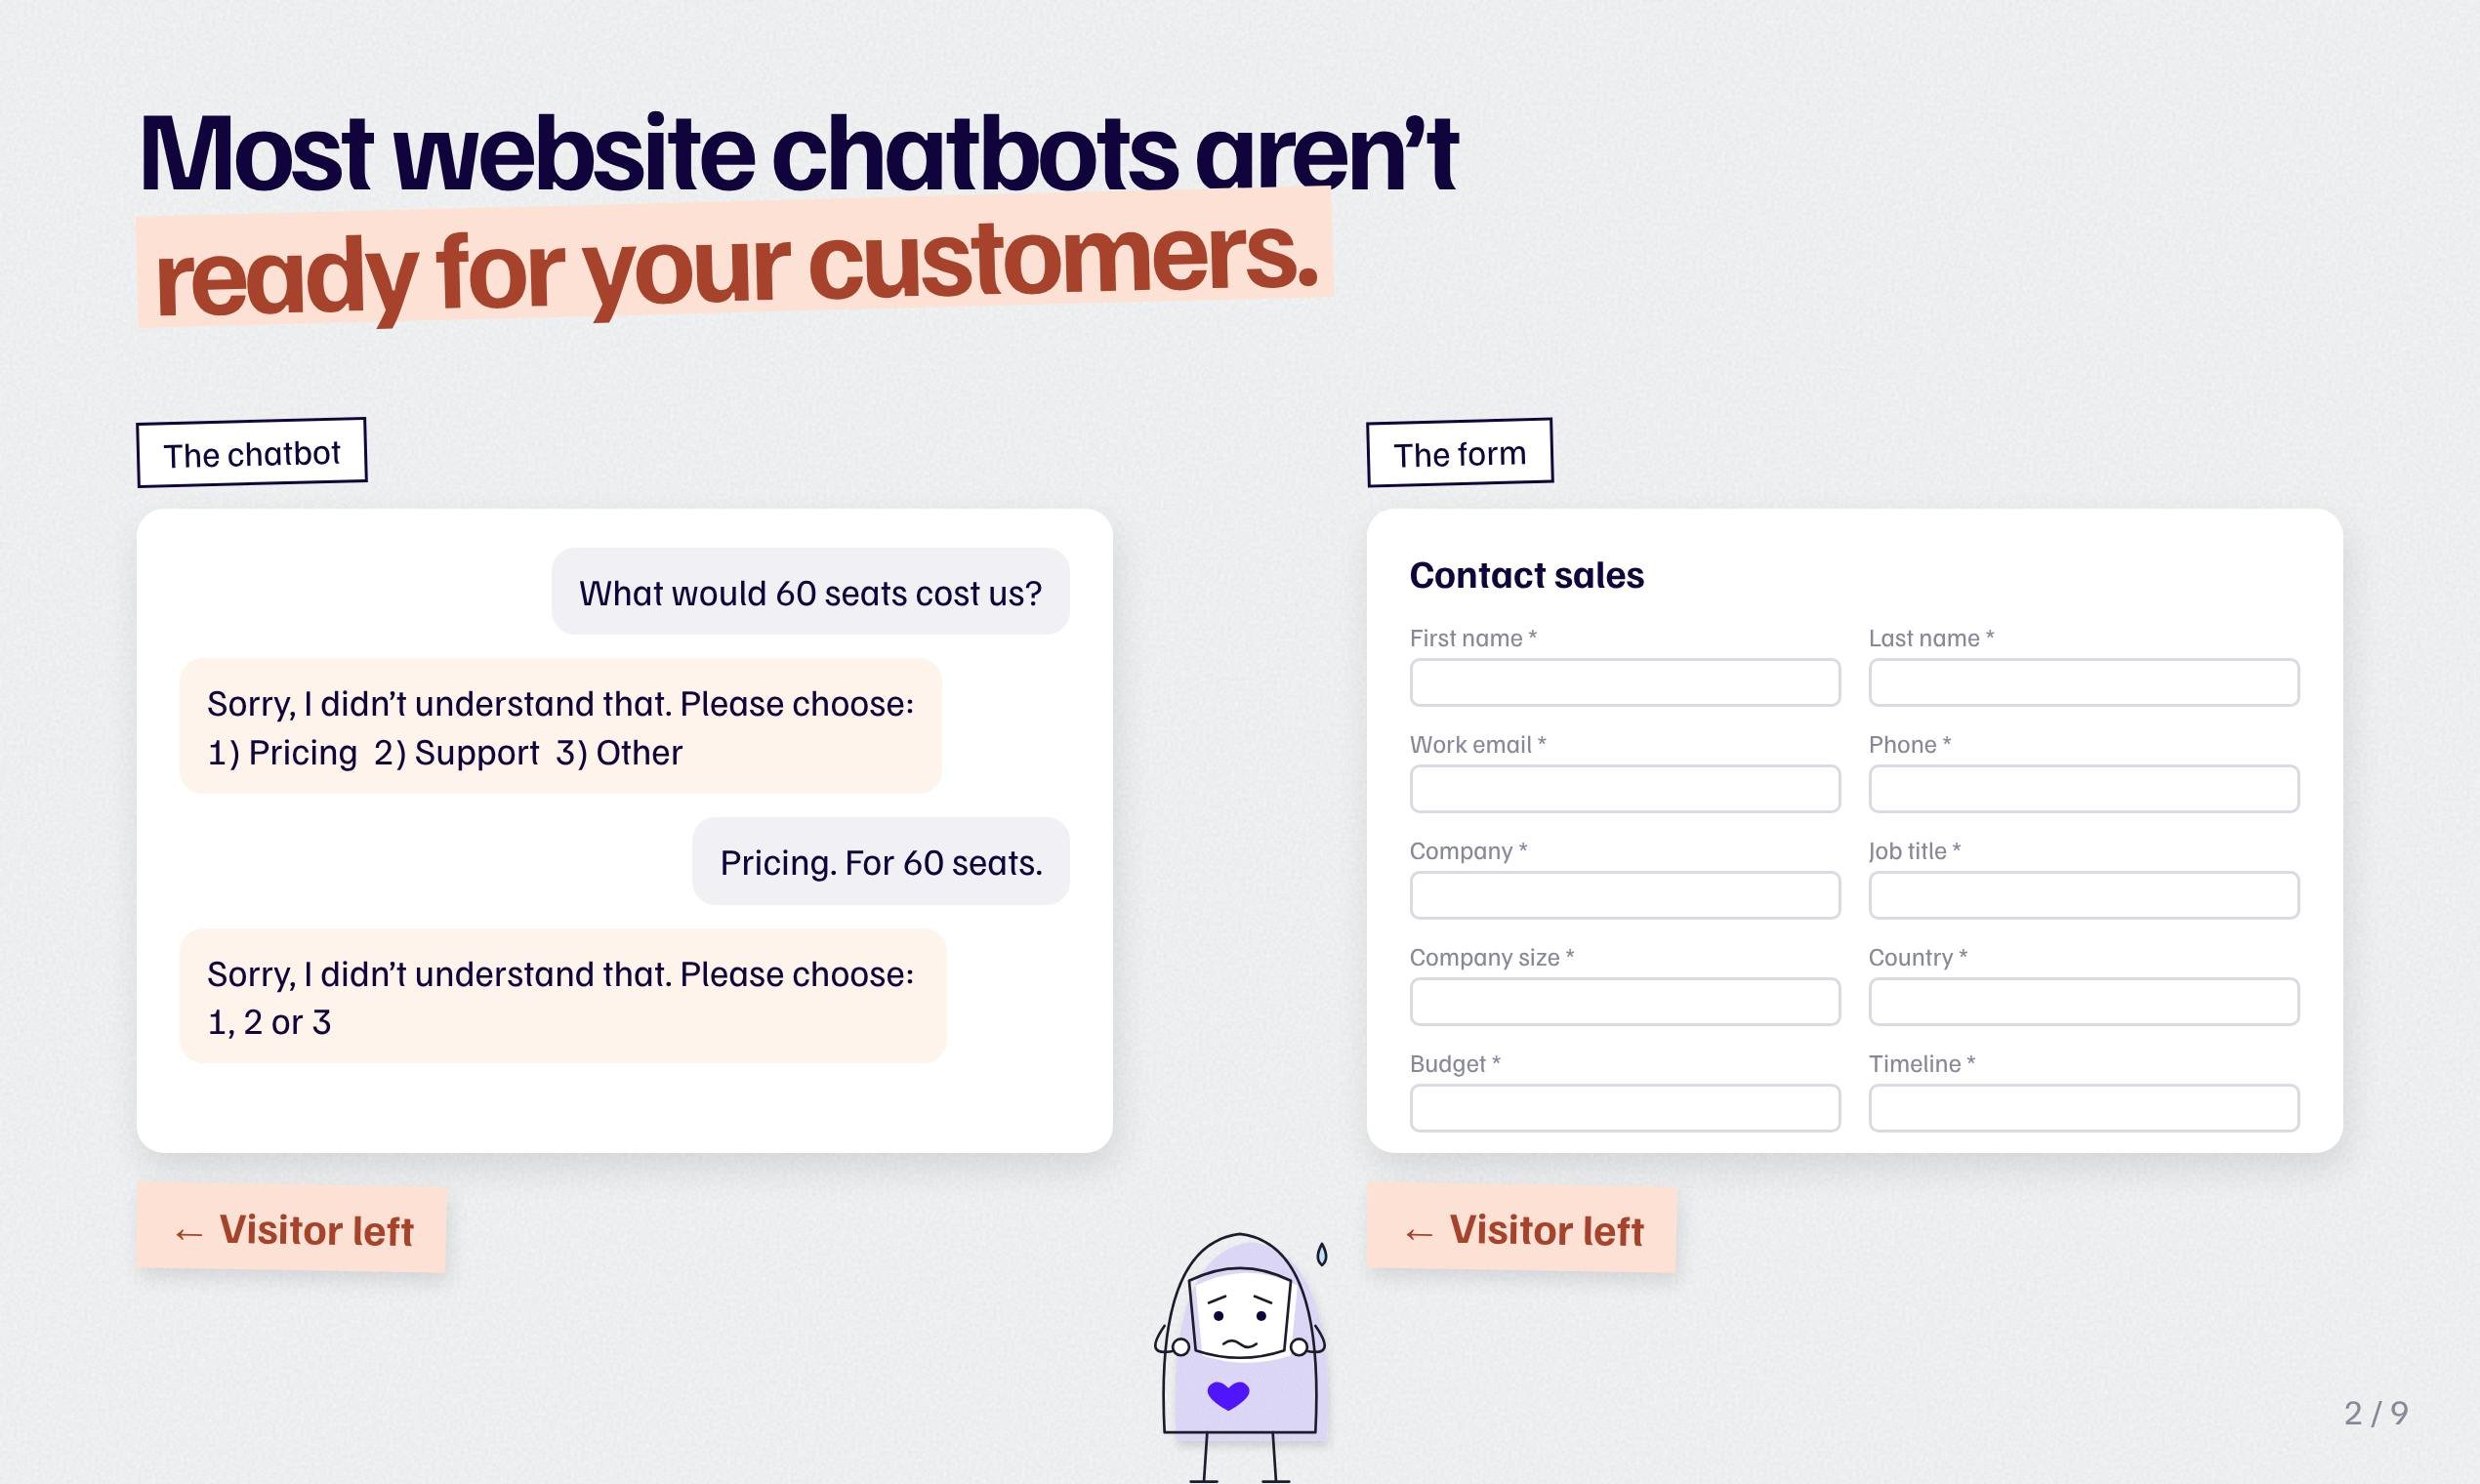 Most website chatbots aren’t
ready for your customers.
The chatbot
What would 60 seats cost us?
Sorry, I didn’t understand that. Please choose:
1) Pricing  2) Support  3) Other
Pricing. For 60 seats.
Sorry, I didn’t understand that. Please choose:
1, 2 or 3
← Visitor left
The form
Contact sales
First name *
Last name *
Work email *
Phone *
Company *
Job title *
Company size *
Country *
Budget *
Timeline *
← Visitor left
2 / 9